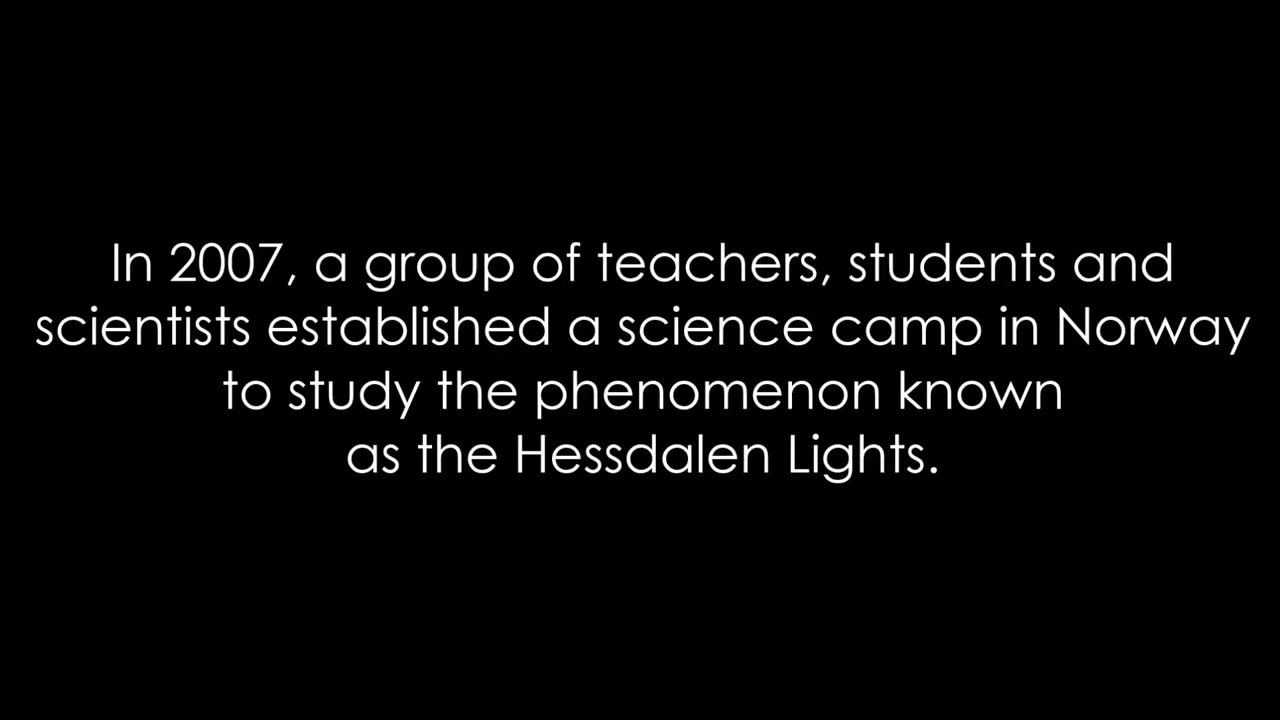 In 2007, a group of teachers, students and
scientists established a science camp in Norway
to study the phenomenon known
as the Hessdalen Lights.